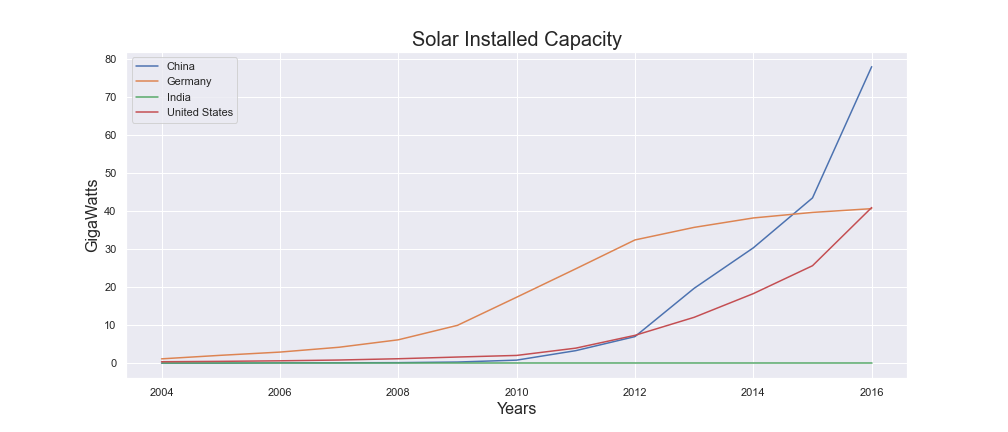 Solar Installed Capacity
China
Germany
India
United States
80
70
60
50
40
30
20
10
0
GigaWatts
2004 2006 2008 2010 2012 2014 2016
Years